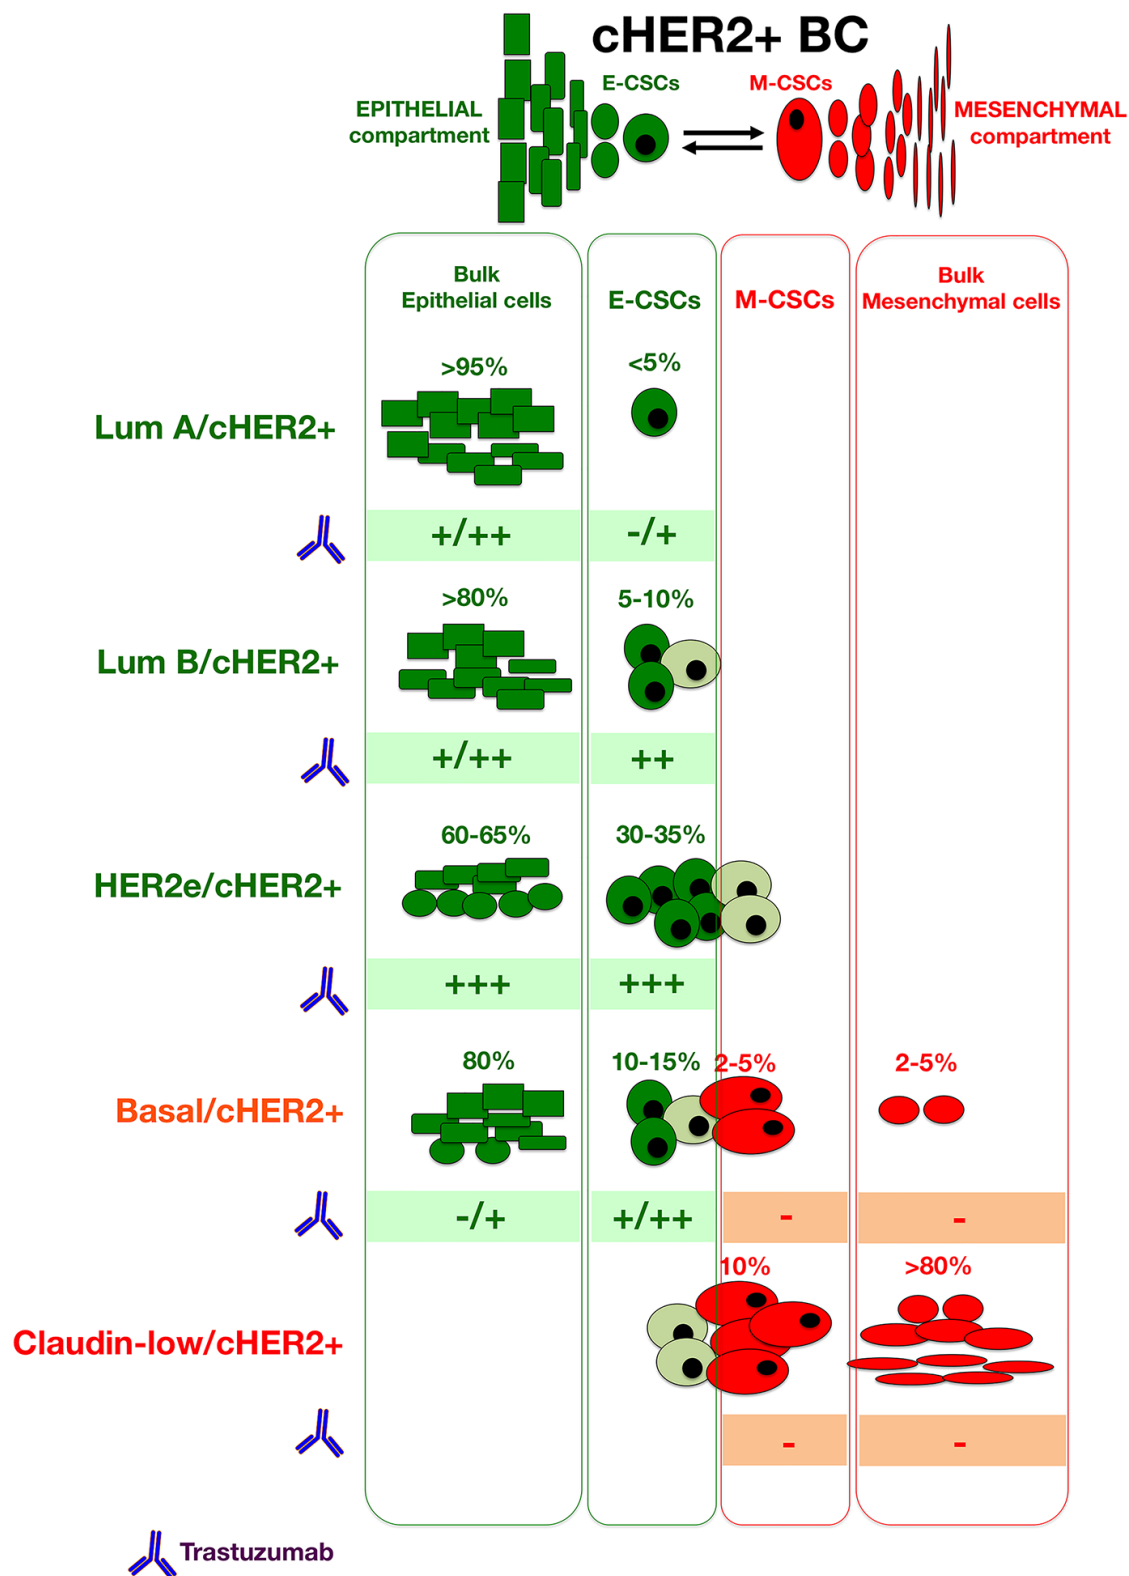 cHER2+ BC
E-CSCs
M-CSCs
EPITHELIAL
compartment
MESENCHYMAL
compartment
Bulk
Epithelial cells
E-CSCs
M-CSCs
Bulk
Mesenchymal cells
>95%
<5%
Lum A/cHER2+
+/++
-/+
>80%
5-10%
Lum B/cHER2+
+/++
++
60-65%
30-35%
HER2e/cHER2+
+++
+++
80%
10-15%
2-5%
2-5%
Basal/cHER2+
-/+
+/++
-
-
10%
>80%
Claudin-low/cHER2+
-
-
Trastuzumab